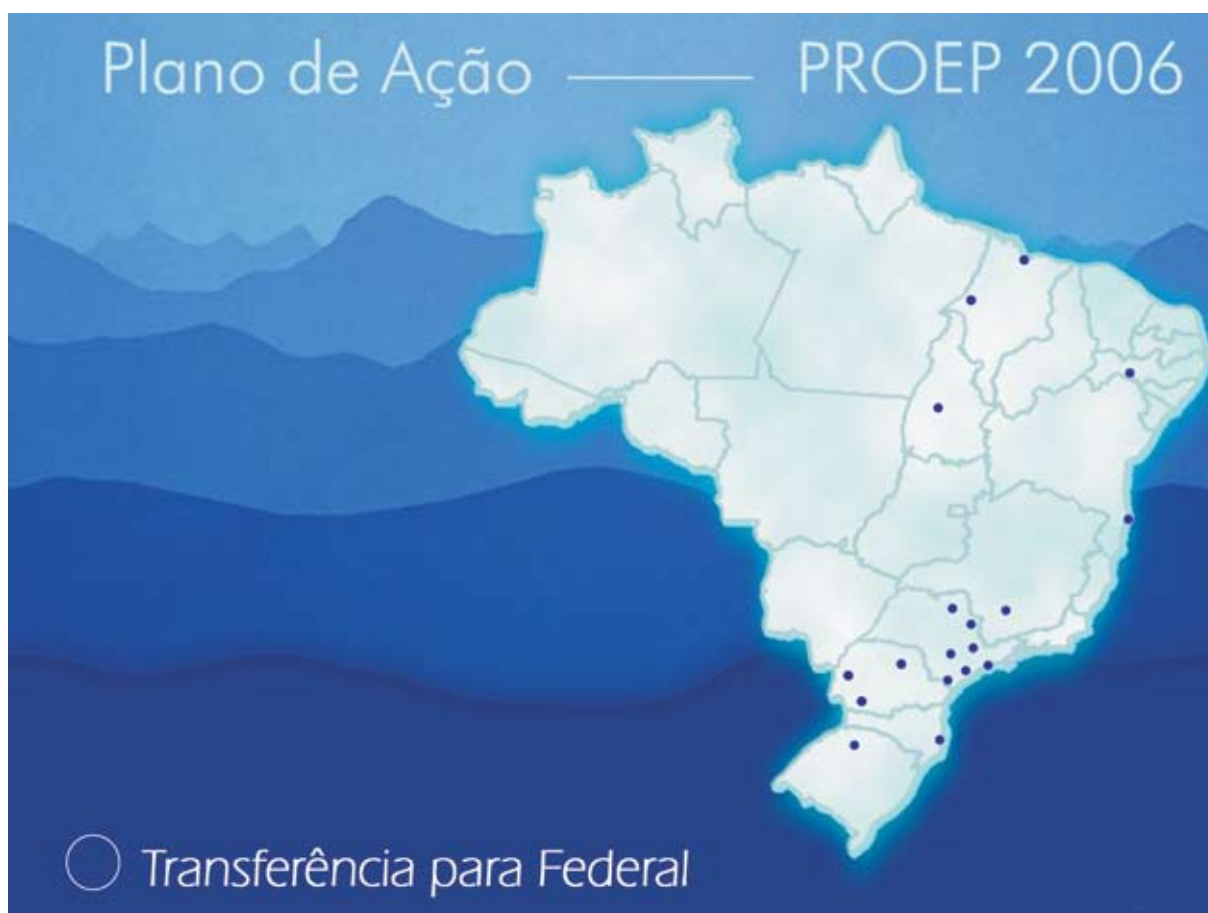 Plano de Ação — PROEP 2006
Transferência para Federal